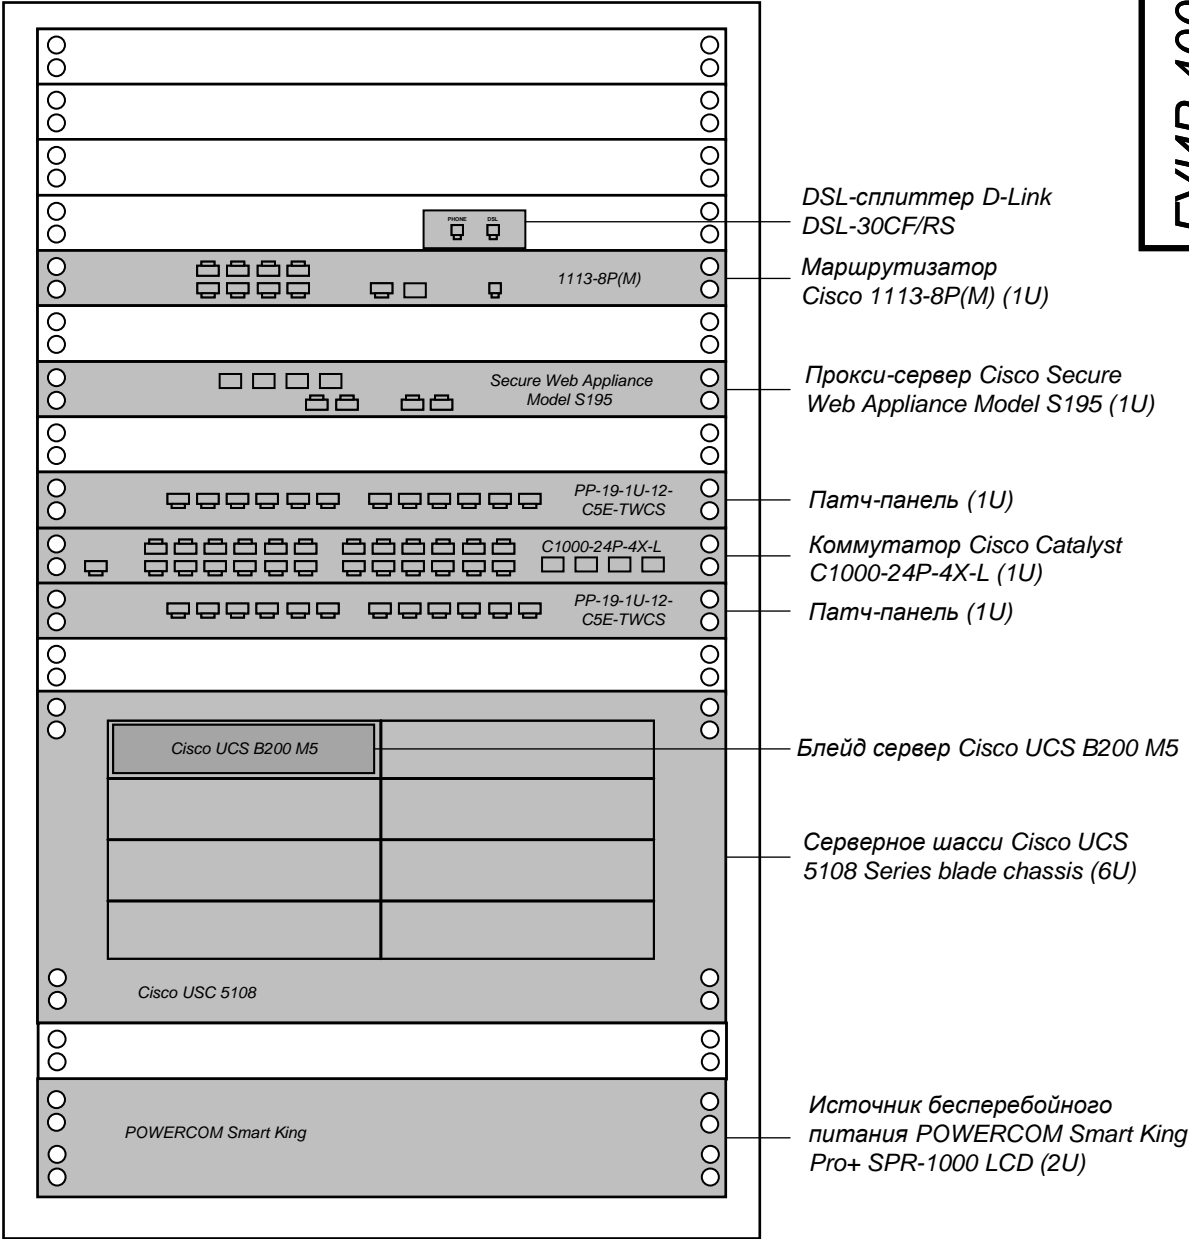 DSL-сплиттер D-Link
DSL-30CF/RS
PHONE DSL
Маршрутизатор
Cisco 1113-8P(M) (1U)
1113-8P(M)
Прокси-сервер Cisco Secure
Web Appliance Model S195 (1U)
Secure Web Appliance
Model S195
PP-19-1U-12-
C5E-TWCS
Патч-панель (1U)
C1000-24P-4X-L
Коммутатор Cisco Catalyst
C1000-24P-4X-L (1U)
PP-19-1U-12-
C5E-TWCS
Патч-панель (1U)
Cisco UCS B200 M5
Блейд сервер Cisco UCS B200 M5
Серверное шасси Cisco UCS
5108 Series blade chassis (6U)
Cisco USC 5108
POWERCOM Smart King
Источник бесперебойного
питания POWERCOM Smart King
Pro+ SPR-1000 LCD (2U)